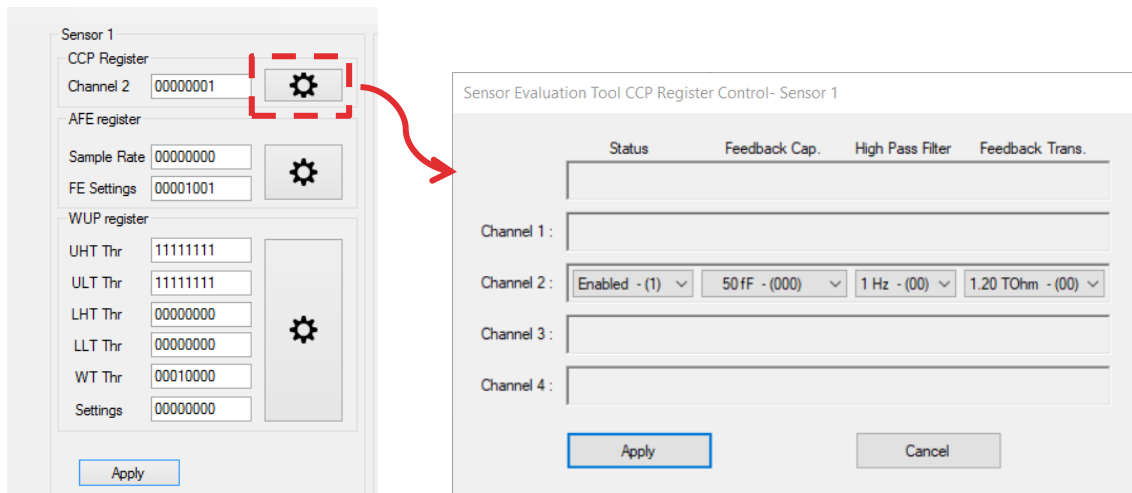 Sensor 1
CCP Register
Channel 2 00000001
AFE register
Sample Rate 00000000
FE Settings 00001001
WUP register
UHT Thr 11111111
ULT Thr 11111111
LHT Thr 00000000
LLT Thr 00000000
WT Thr 00010000
Settings 00000000
Apply
Sensor Evaluation Tool CCP Register Control- Sensor 1
Status Feedback Cap. High Pass Filter Feedback Trans.
Channel 1 :
Channel 2 : Enabled - (1) 50 fF - (000) 1 Hz - (00) 1.20 TOhm - (00)
Channel 3 :
Channel 4 :
Apply Cancel